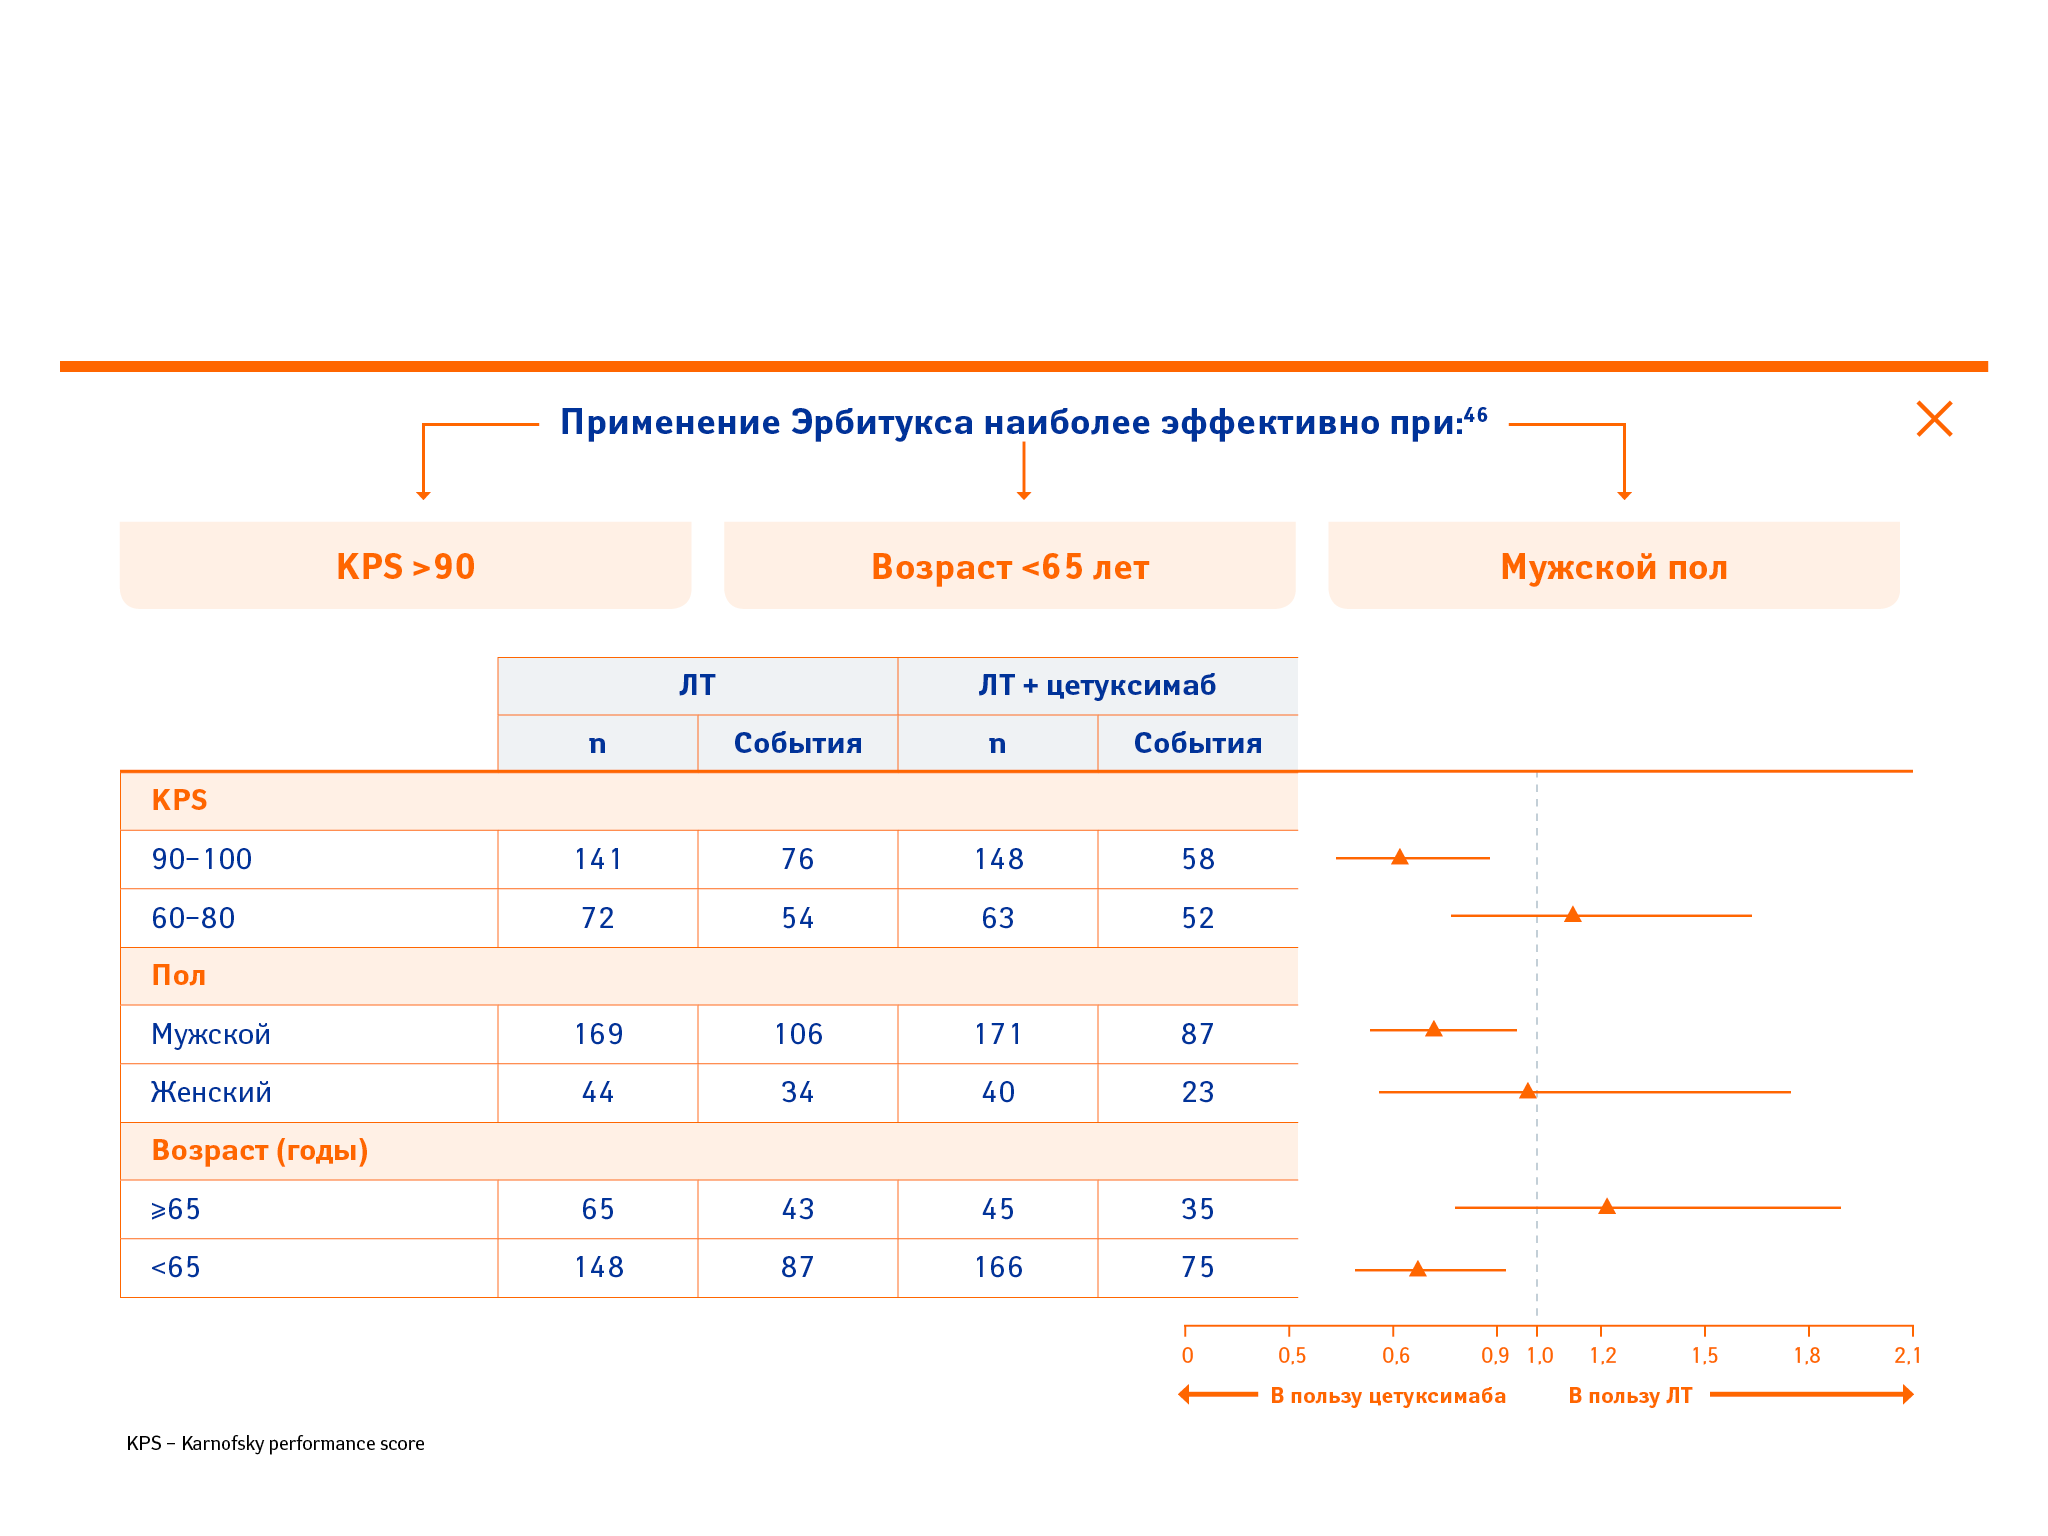 Применение Эрбитукса наиболее эффективно при:46
KPS >90
Возраст <65 лет
Мужской пол
ЛТ
ЛТ + цетуксимаб
n
События
n
События
KPS
90–100 141 76 148 58
60–80 72 54 63 52
Пол
Мужской 169 106 171 87
Женский 44 34 40 23
Возраст (годы)
⩾65 65 43 45 35
<65 148 87 166 75
0 0,5 0,6 0,9 1,0 1,2 1,5 1,8 2,1
В пользу цетуксимаба
В пользу ЛТ
KPS – Karnofsky performance score